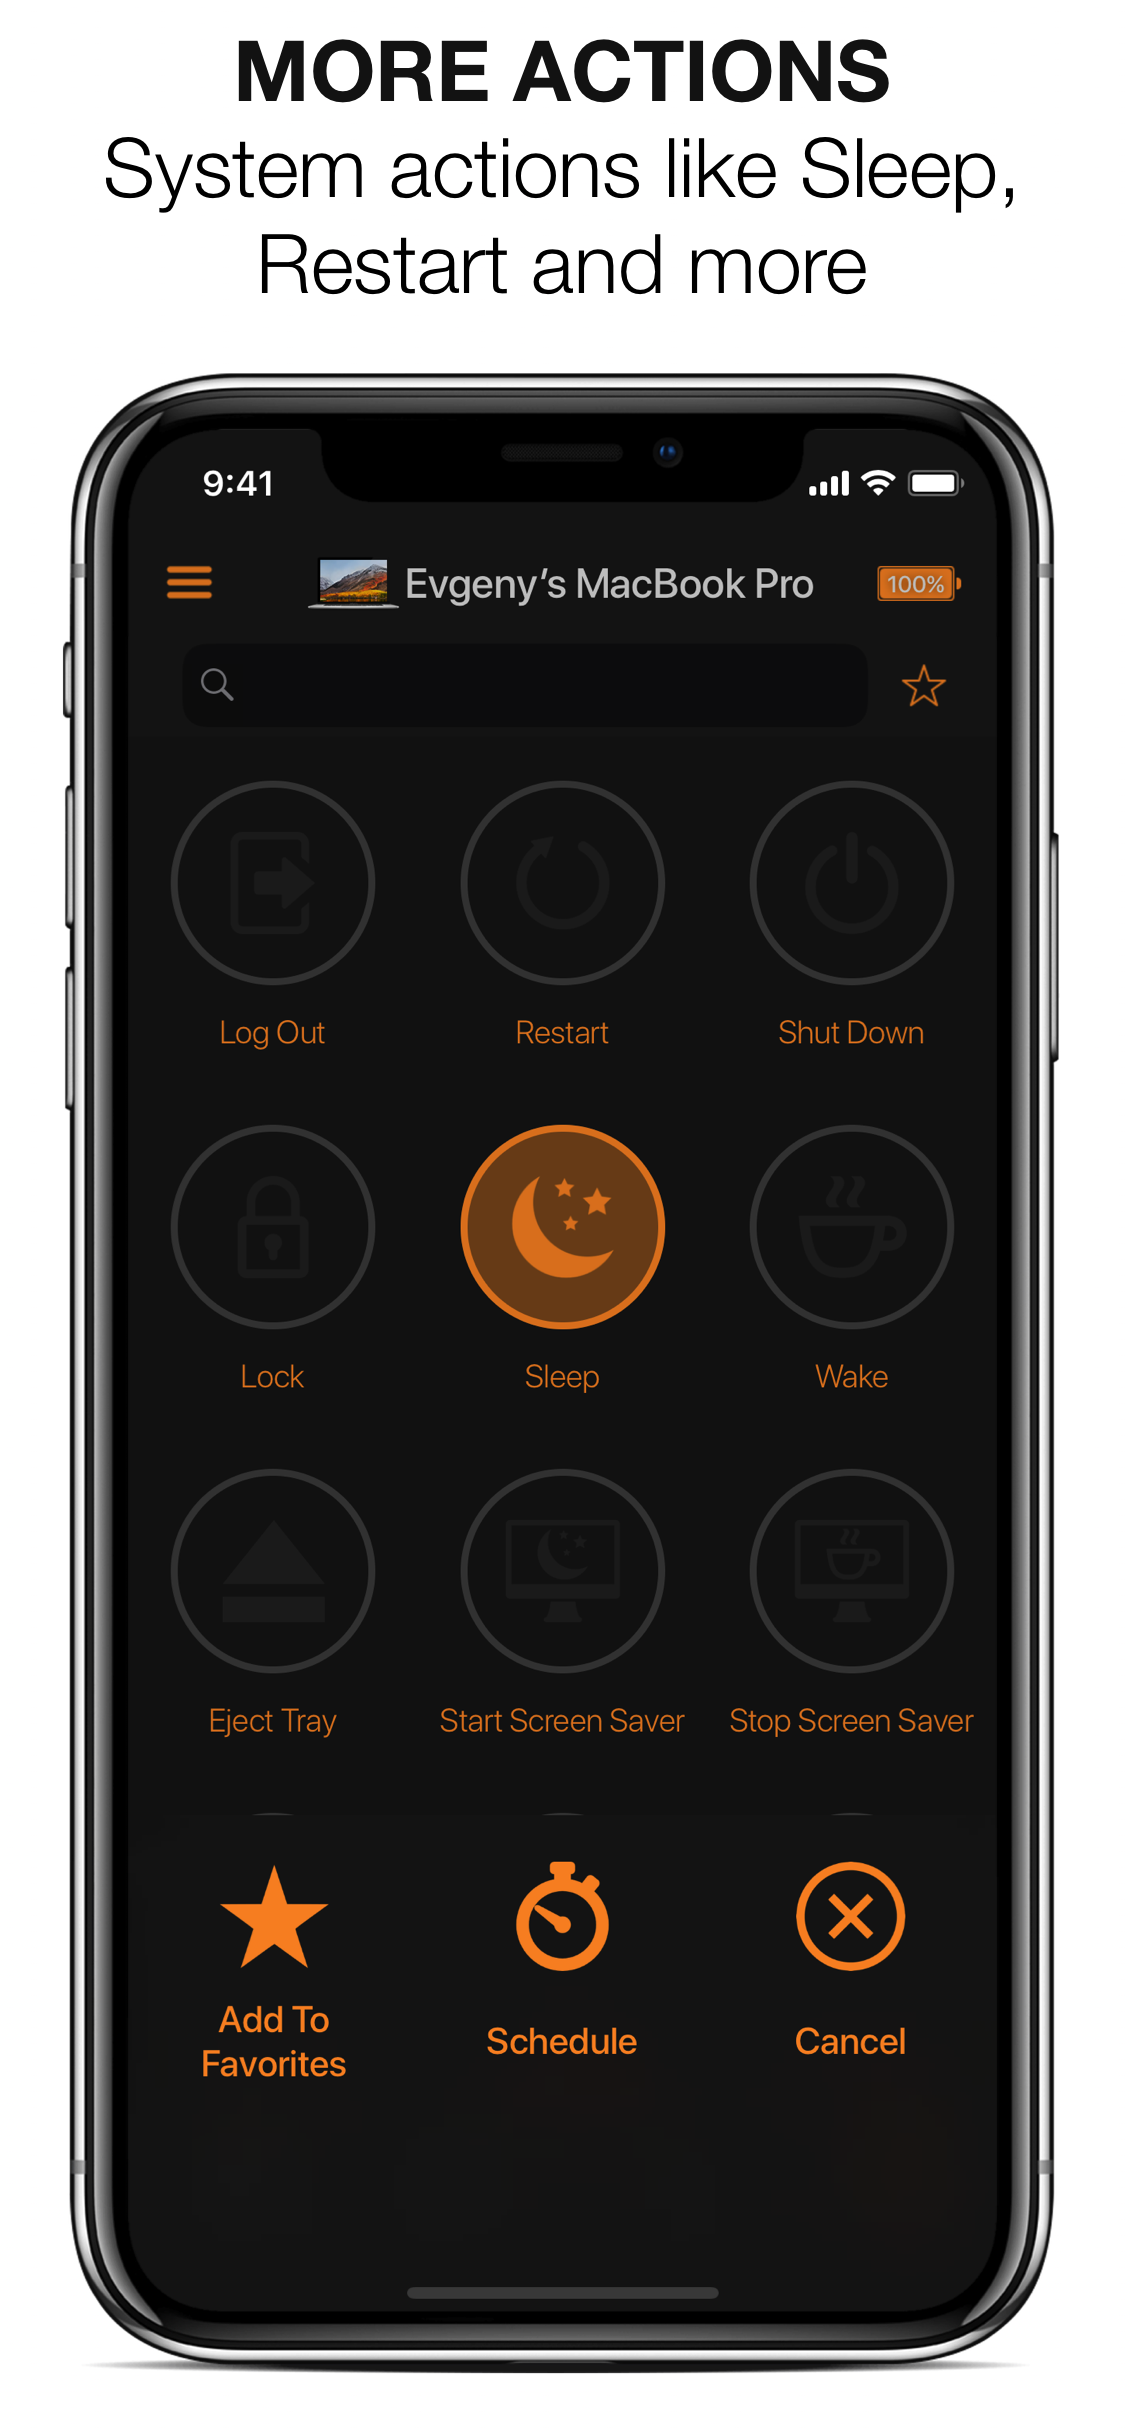 MORE ACTIONS
System actions like Sleep,
Restart and more
9:41
Evgeny’s MacBook Pro
100%
Log Out
Restart
Shut Down
Lock
Sleep
Wake
Eject Tray
Start Screen Saver
Stop Screen Saver
Add To
Favorites
Schedule
Cancel